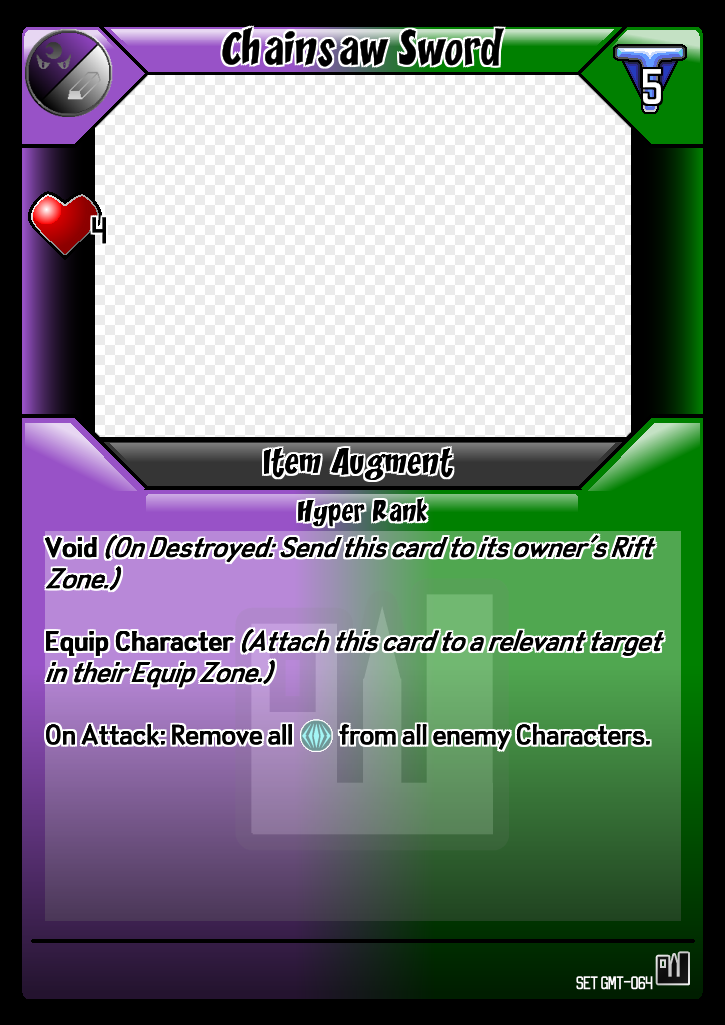 Chainsaw Sword
5
4
Item Augment
Hyper Rank
Void (On Destroyed: Send this card to its owner's Rift
Zone.)
Equip Character (Attach this card to a relevant target
in their Equip Zone.)
On Attack: Remove all from all enemy Characters.
SET GMT-064